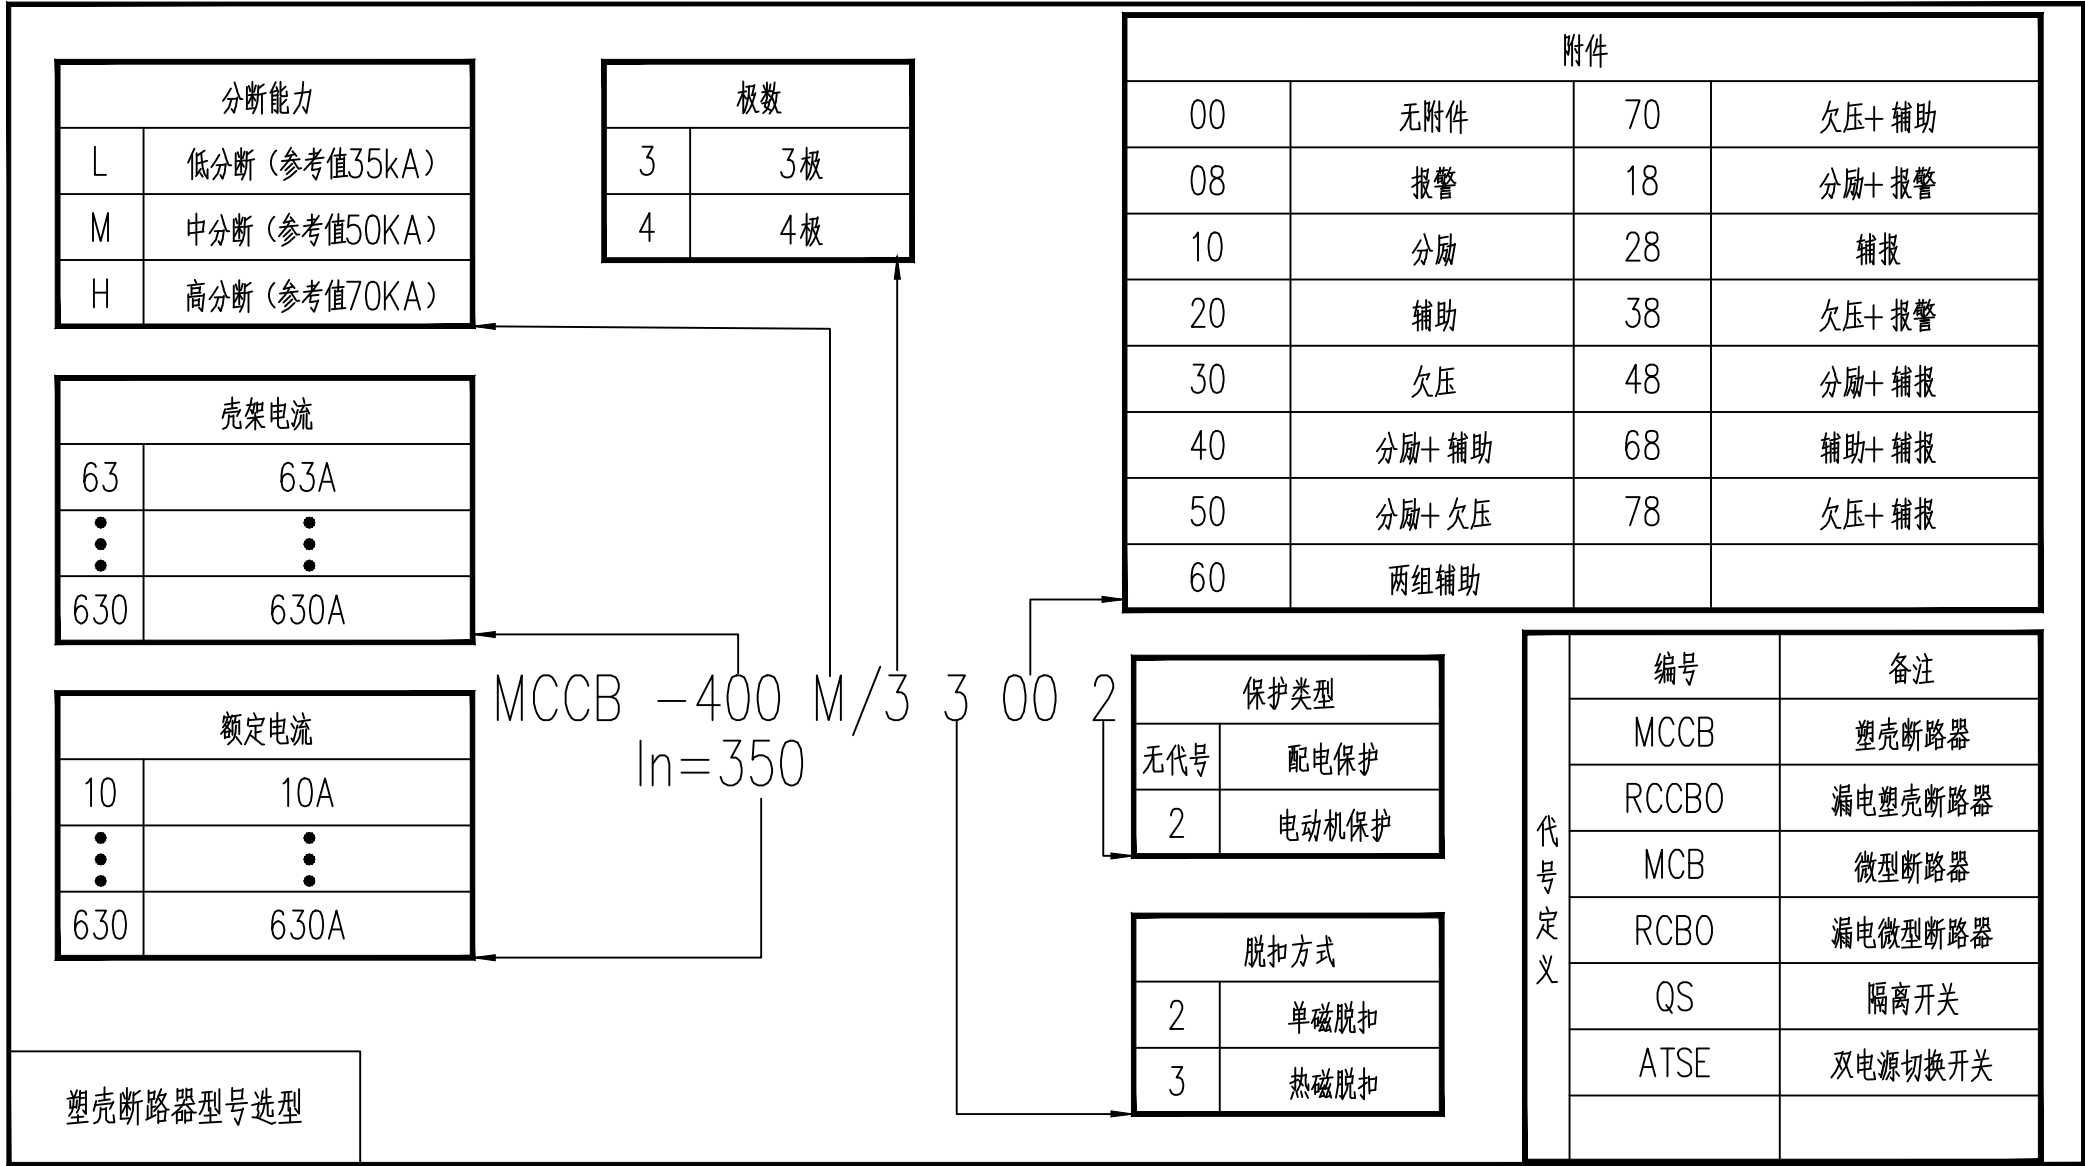 分断能力
L 低分断（参考值35kA）
M 中分断（参考值50KA）
H 高分断（参考值70KA）
极数
3 3极
4 4极
附件
00 无附件 70 欠压+辅助
08 报警 18 分励+报警
10 分励 28 辅报
20 辅助 38 欠压+报警
30 欠压 48 分励+辅报
40 分励+辅助 68 辅助+辅报
50 分励+欠压 78 欠压+辅报
60 两组辅助
壳架电流
63 63A
630 630A
MCCB -400 M/3 3 00 2
In=350
额定电流
10 10A
630 630A
保护类型
无代号 配电保护
2 电动机保护
脱扣方式
2 单磁脱扣
3 热磁脱扣
代号定义
编号 备注
MCCB 塑壳断路器
RCCBO 漏电塑壳断路器
MCB 微型断路器
RCBO 漏电微型断路器
QS 隔离开关
ATSE 双电源切换开关
塑壳断路器型号选型